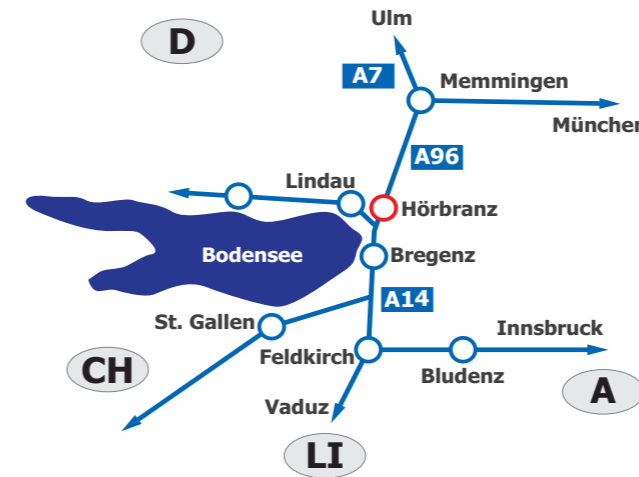 Ulm
D
A7
Memmingen
München
A96
Lindau
Hörbranz
Bodensee
Bregenz
A14
St. Gallen
Innsbruck
Feldkirch
Bludenz
CH
A
Vaduz
LI